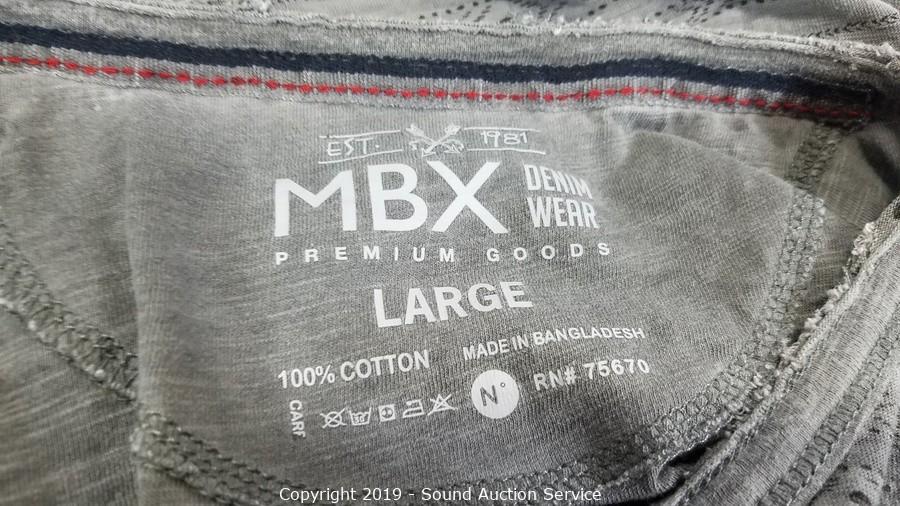 EST. 1981
MBX DENIM WEAR
PREMIUM GOODS
LARGE
100% COTTON MADE IN BANGLADESH
CARE N° RN# 75670
Copyright 2019 - Sound Auction Service